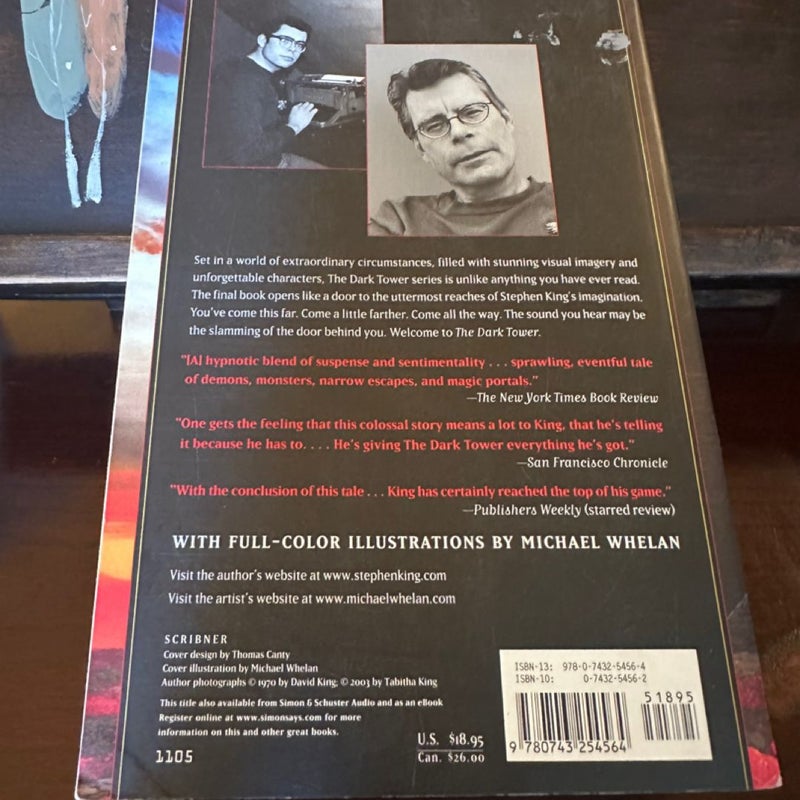 Set in a world of extraordinary circumstances, filled with stunning visual imagery and
unforgettable characters, The Dark Tower series is unlike anything you have ever read.
The final book opens like a door to the uttermost reaches of Stephen King's imagination.
You've come this far. Come a little farther. Come all the way. The sound you hear may be
the slamming of the door behind you. Welcome to The Dark Tower.
"[A] hypnotic blend of suspense and sentimentality . . . sprawling, eventful tale
of demons, monsters, narrow escapes, and magic portals."
—The New York Times Book Review
"One gets the feeling that this colossal story means a lot to King, that he's telling
it because he has to. . . . He's giving The Dark Tower everything he's got."
—San Francisco Chronicle
"With the conclusion of this tale . . . King has certainly reached the top of his game."
—Publishers Weekly (starred review)
WITH FULL-COLOR ILLUSTRATIONS BY MICHAEL WHELAN
Visit the author's website at www.stephenking.com
Visit the artist's website at www.michaelwhelan.com
SCRIBNER
Cover design by Thomas Canty
Cover illustration by Michael Whelan
Author photographs © 1970 by David King; © 2003 by Tabitha King
This title also available from Simon & Schuster Audio and as an eBook
Register online at www.simonsays.com for more
information on this and other great books.
1105
U.S. $18.95
Can. $26.00
ISBN-13: 978-0-7432-5456-4
ISBN-10: 0-7432-5456-2
51895
9 780743 254564